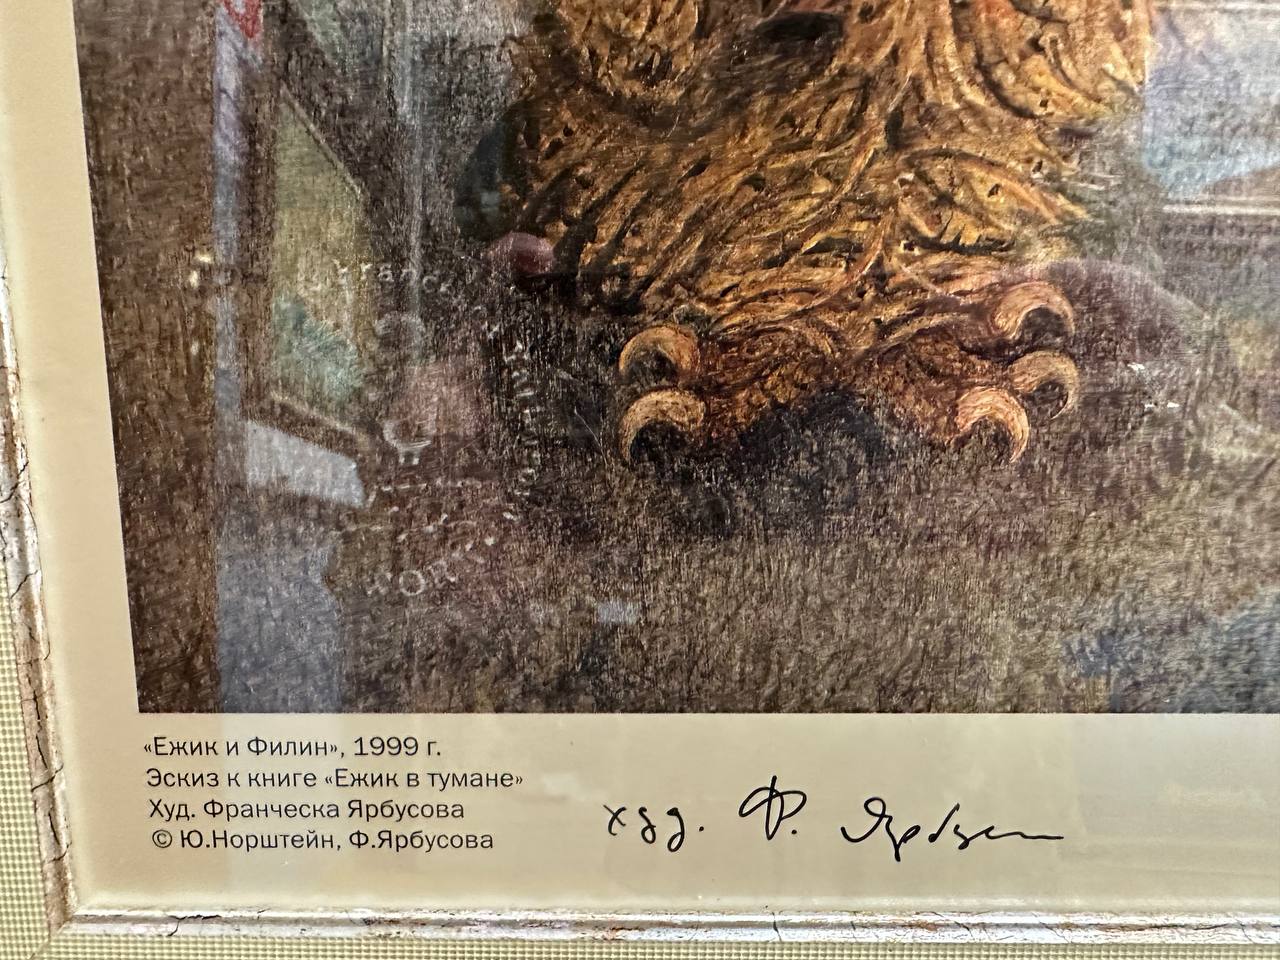 «Ежик и Филин», 1999 г.
Эскиз к книге «Ежик в тумане»
Худ. Франческа Ярбусова
© Ю.Норштейн, Ф.Ярбусова
худ. Ф. Ярбусова